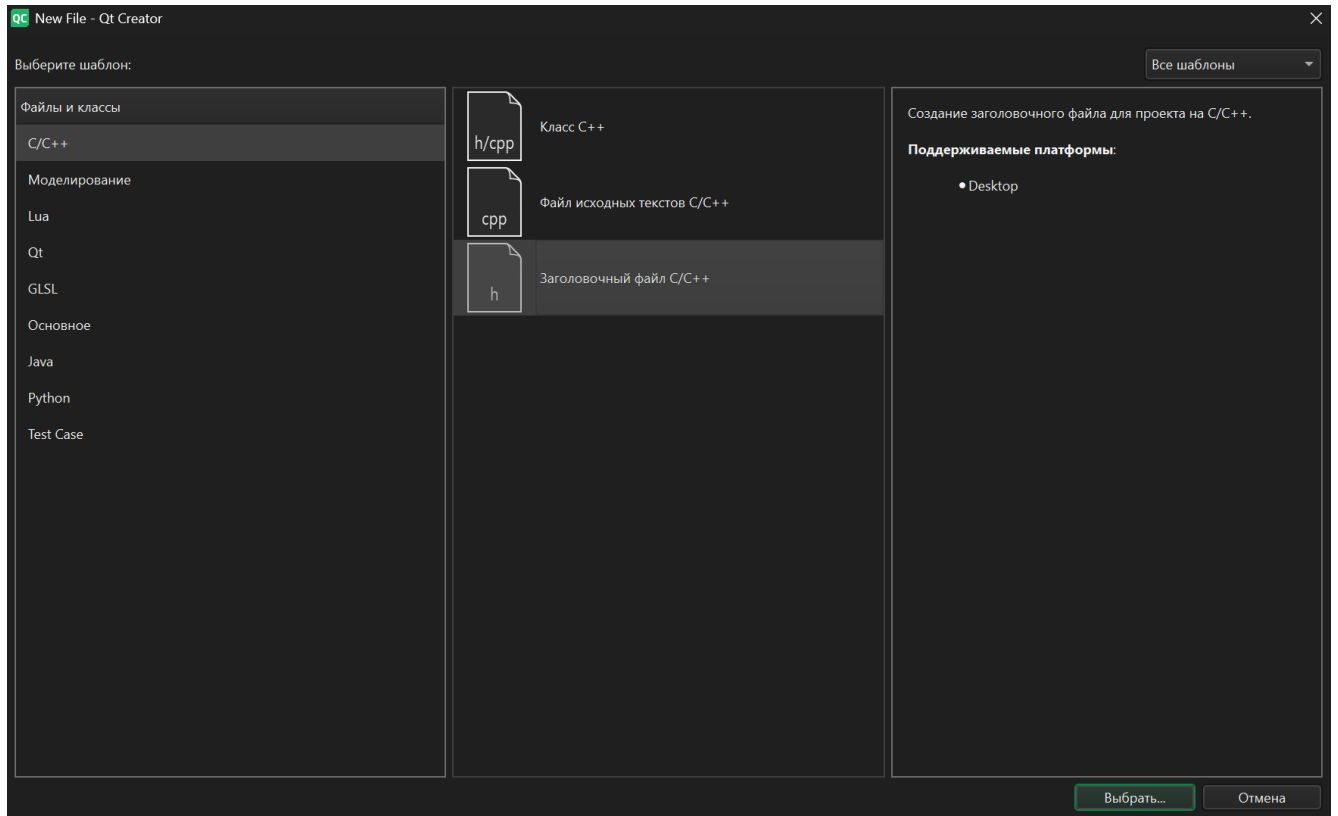 QC New File - Qt Creator
Выберите шаблон:
Все шаблоны
Файлы и классы
C/C++
Моделирование
Lua
Qt
GLSL
Основное
Java
Python
Test Case
h/cpp
Класс C++
cpp
Файл исходных текстов C/C++
h
Заголовочный файл C/C++
Создание заголовочного файла для проекта на C/C++.
Поддерживаемые платформы:
Desktop
Выбрать...
Отмена